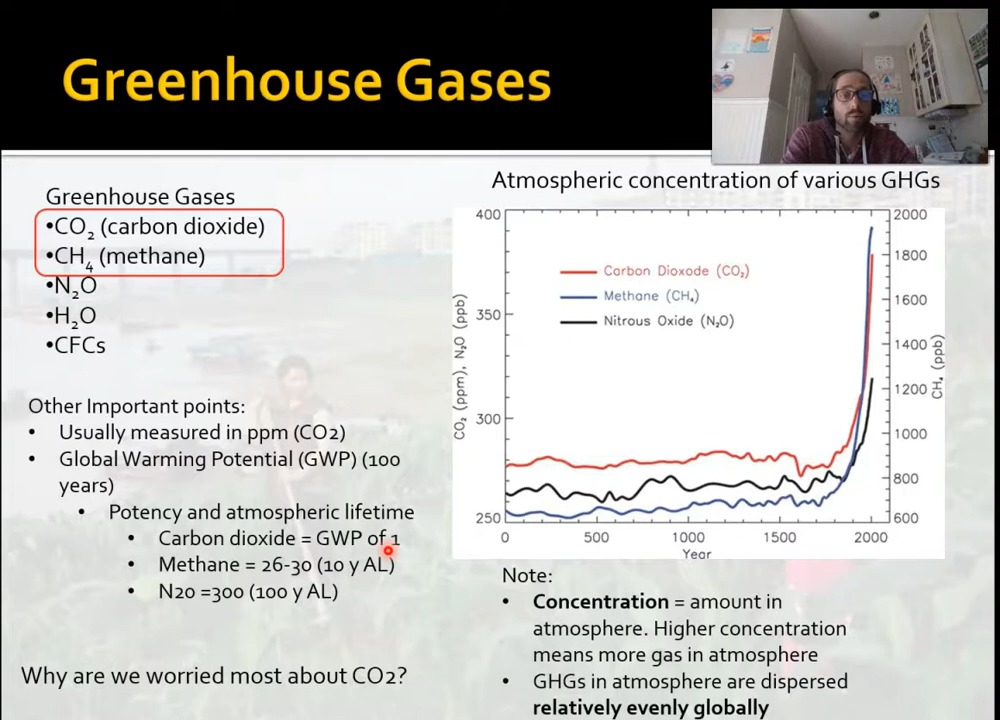 Greenhouse Gases
Greenhouse Gases
•CO₂ (carbon dioxide)
•CH₄ (methane)
•N₂O
•H₂O
•CFCs
Other Important points:
• Usually measured in ppm (CO2)
• Global Warming Potential (GWP) (100
years)
• Potency and atmospheric lifetime
• Carbon dioxide = GWP of 1
• Methane = 26-30 (10 y AL)
• N20 =300 (100 y AL)
Why are we worried most about CO2?
Atmospheric concentration of various GHGs
400
350
300
250
CO₂ (ppm), N₂O (ppb)
Carbon Dioxode (CO₂)
Methane (CH₄)
Nitrous Oxide (N₂O)
2000
1800
1600
1400
1200
1000
800
600
CH₄ (ppb)
0 500 1000 1500 2000
Year
Note:
• Concentration = amount in
atmosphere. Higher concentration
means more gas in atmosphere
• GHGs in atmosphere are dispersed
relatively evenly globally